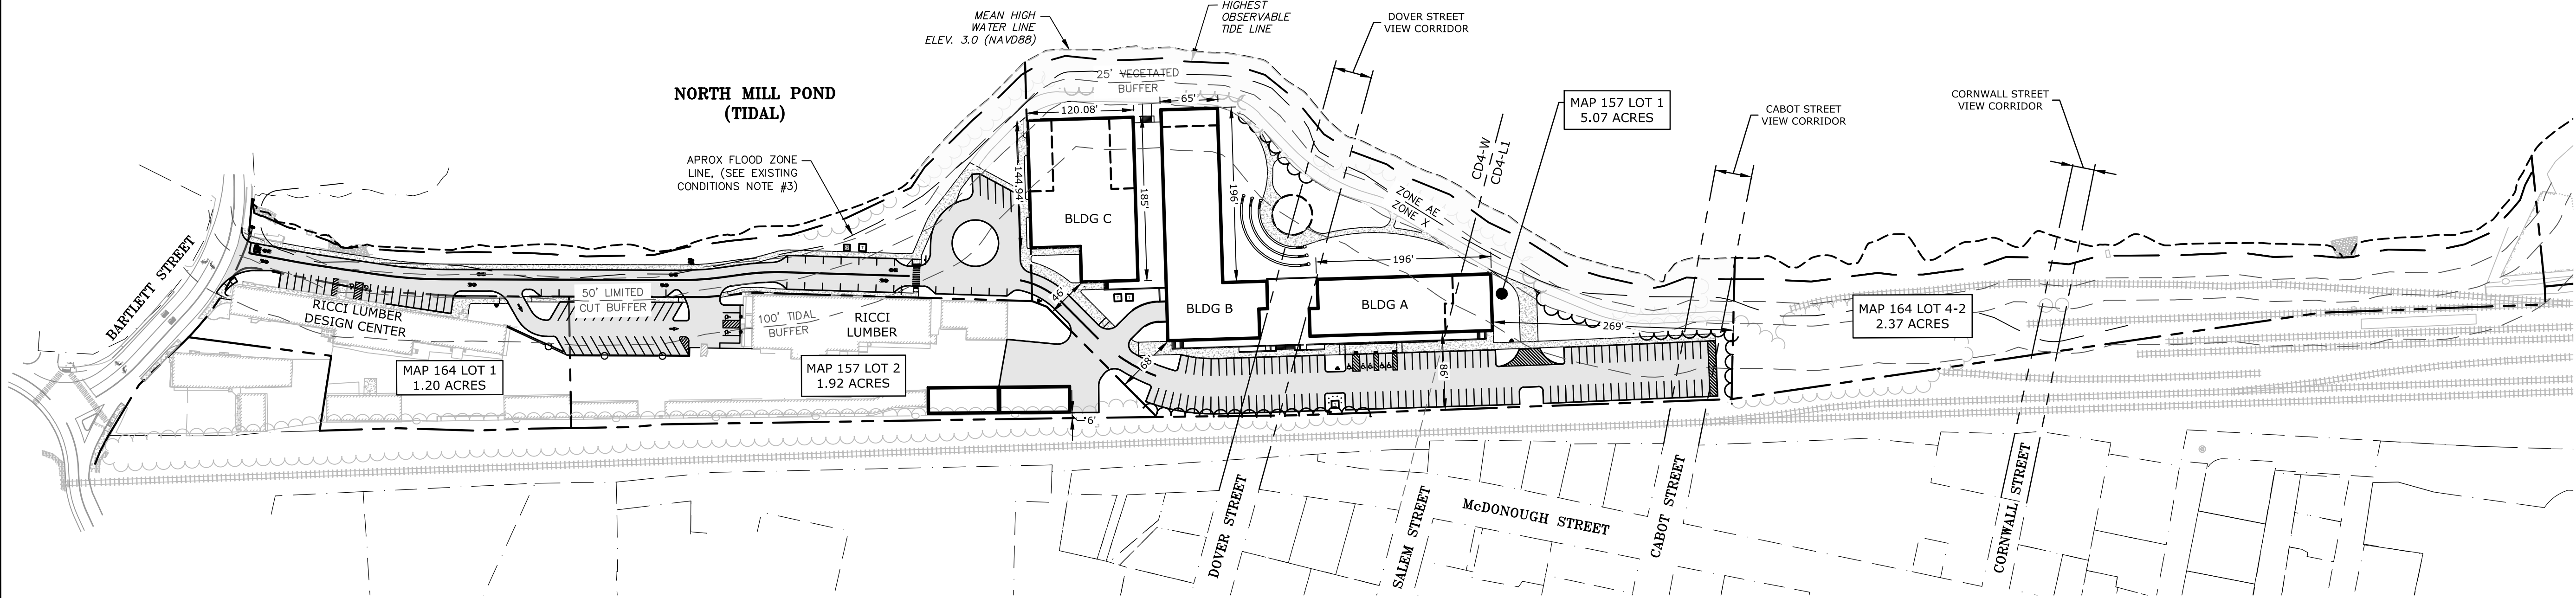 MEAN HIGH
WATER LINE
ELEV. 3.0 (NAVD88)
HIGHEST
OBSERVABLE
TIDE LINE
DOVER STREET
VIEW CORRIDOR
25' VEGETATED
BUFFER
NORTH MILL POND
(TIDAL)
120.08'
65'
MAP 157 LOT 1
5.07 ACRES
CABOT STREET
VIEW CORRIDOR
CORNWALL STREET
VIEW CORRIDOR
APROX FLOOD ZONE
LINE, (SEE EXISTING
CONDITIONS NOTE #3)
CD4-W
CD4-L1
144.94'
185'
196'
BLDG C
ZONE AE
ZONE X
BARTLETT STREET
196'
50' LIMITED
CUT BUFFER
RICCI LUMBER
DESIGN CENTER
100' TIDAL
BUFFER
RICCI
LUMBER
46'
BLDG B
BLDG A
269'
MAP 164 LOT 4-2
2.37 ACRES
68'
86'
MAP 164 LOT 1
1.20 ACRES
MAP 157 LOT 2
1.92 ACRES
6'
DOVER STREET
SALEM STREET
McDONOUGH STREET
CABOT STREET
CORNWALL STREET